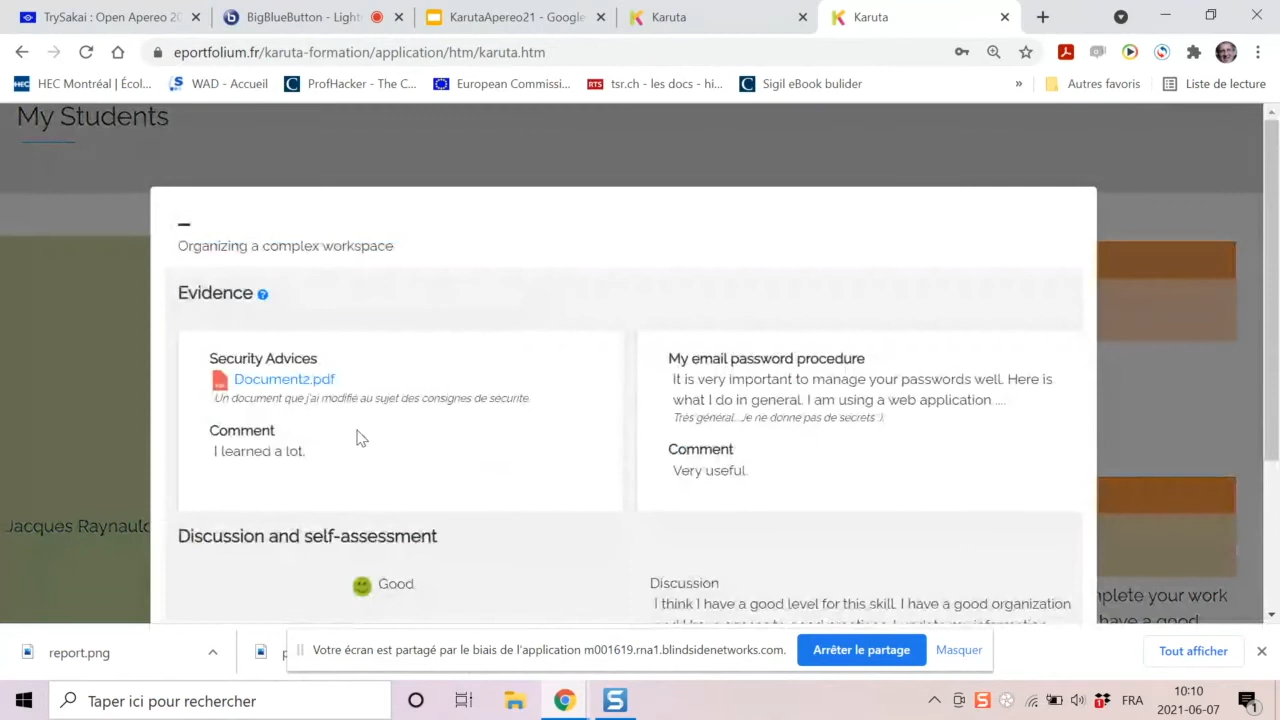 TrySakai : Open Apereo 20
BigBlueButton - Light
KarutaApereo21 - Google
Karuta
Karuta
eportfolium.fr/karuta-formation/application/htm/karuta.htm
HEC Montréal | Écol...
WAD - Accueil
ProfHacker - The C...
European Commissi...
tsr.ch - les docs - hi...
Sigil eBook bulider
»
Autres favoris
Liste de lecture
My Students
Organizing a complex workspace
Evidence
Security Advices
Document2.pdf
Un document que j'ai modifié au sujet des consignes de sécurité.
Comment
I learned a lot.
My email password procedure
It is very important to manage your passwords well. Here is
what I do in general. I am using a web application ....
Très général...Je ne donne pas de secrets :).
Comment
Very useful.
Jacques Raynauld
Discussion and self-assessment
Good.
Discussion
I think I have a good level for this skill. I have a good organization
mplete your work
have a good
report.png
Votre écran est partagé par le biais de l'application m001619.rna1.blindsidenetworks.com.
Arrêter le partage
Masquer
Tout afficher
Taper ici pour rechercher
FRA
10:10
2021-06-07
1